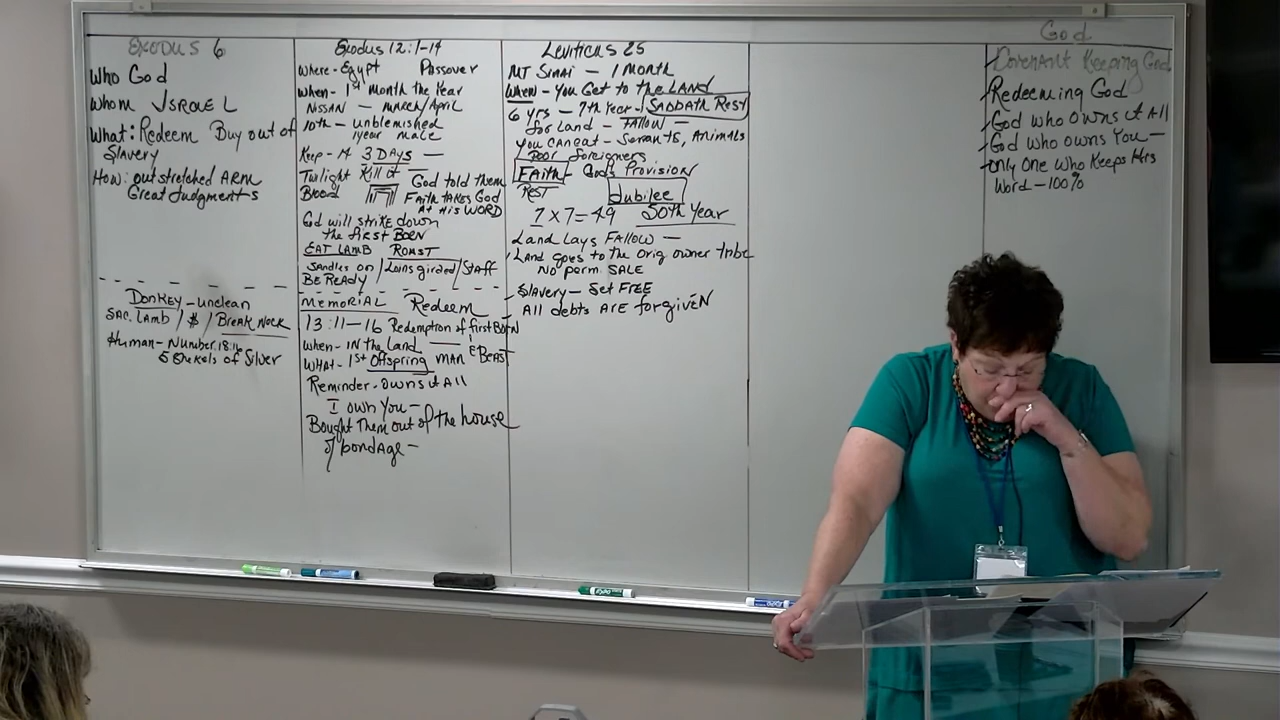 Exodus 6
Who God
Whom ISRAEL
What: Redeem Buy out of
Slavery
How: outstretched ARM
Great Judgments
Donkey - unclean
Sac. Lamb / $ / Break Neck
Human - Number 18:16
5 Shekels of Silver
Exodus 12:1-14
Where - Egypt Passover
When - 1st Month the Year
Nissan - March/April
10th - unblemished
1 year male
Keep - 14 3 Days
Twilight Kill it
Blood
God told them
Faith takes God
At His WORD
God will strike down
the first BORN
EAT LAMB ROAST
Sandles on / Loins girded / Staff
BE READY
MEMORIAL Redeem
13:11-16 Redemption of first BORN
when - IN the Land
WHAT - 1st Offspring MAN & BEAST
Reminder - Owns it All
I own You -
Bought Them out of the house
of bondage -
Leviticus 25
MT Sinai - 1 Month
When - You Get to the LAND
6 yrs - 7th Year - SABBATH REST
for Land - FALLOW -
you can eat - Servants, Animals
Poor foreigners
FAITH - God's Provision
REST
Jubilee
7 x 7 = 49 50th Year
Land Lays Fallow -
Land goes to the orig owner tribe
No perm. SALE
Slavery - Set FREE
All debts ARE forgiveN
God
Covenant Keeping God
Redeeming God
God who owns it All
God who owns You -
only One who Keeps His
Word - 100%